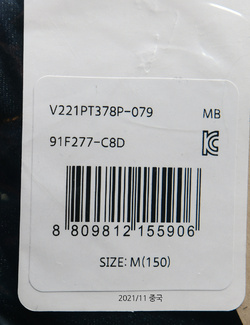 V221PT378P-079 MB
91F277-C8D
8 809812 155906
SIZE: M(150)
2021/11 중국